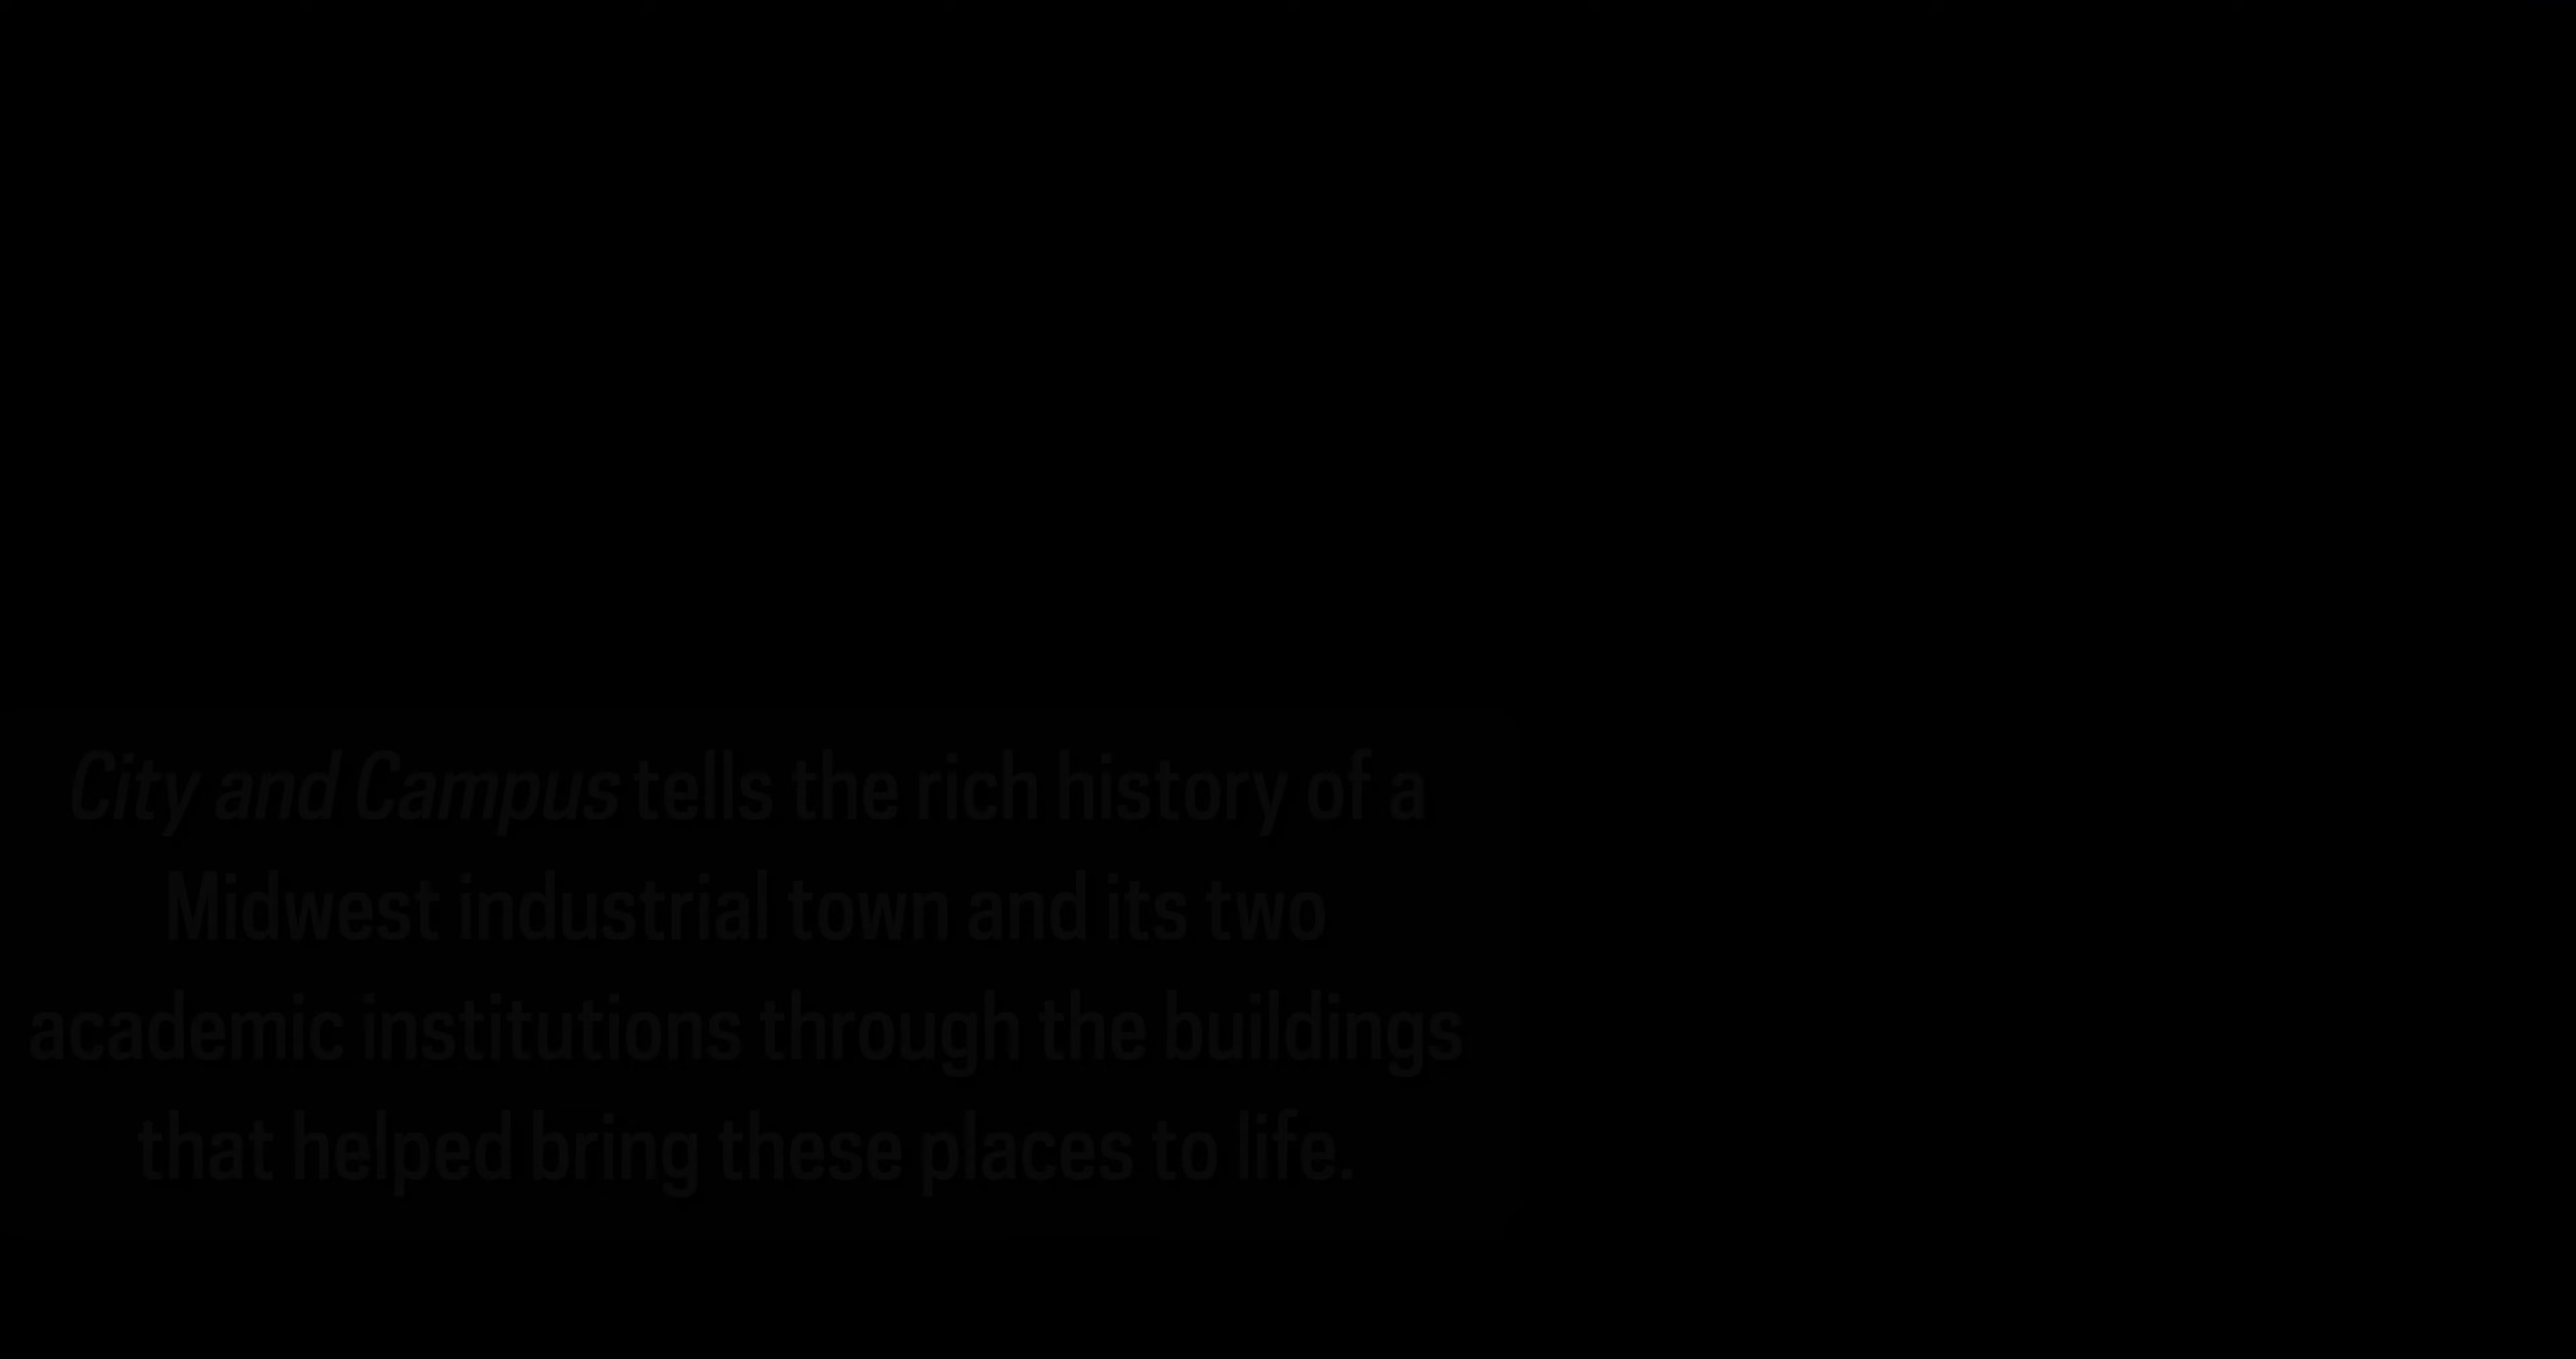 City and Campus tells the rich history of a
Midwest industrial town and its two
academic institutions through the buildings
that helped bring these places to life.